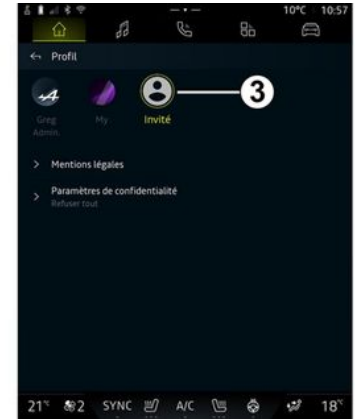 10°C 10:57
Profil
Greg
Admin.
My
Invité
3
Mentions légales
Paramètres de confidentialité
Refuser tout
21°C 2 SYNC A/C 18°C